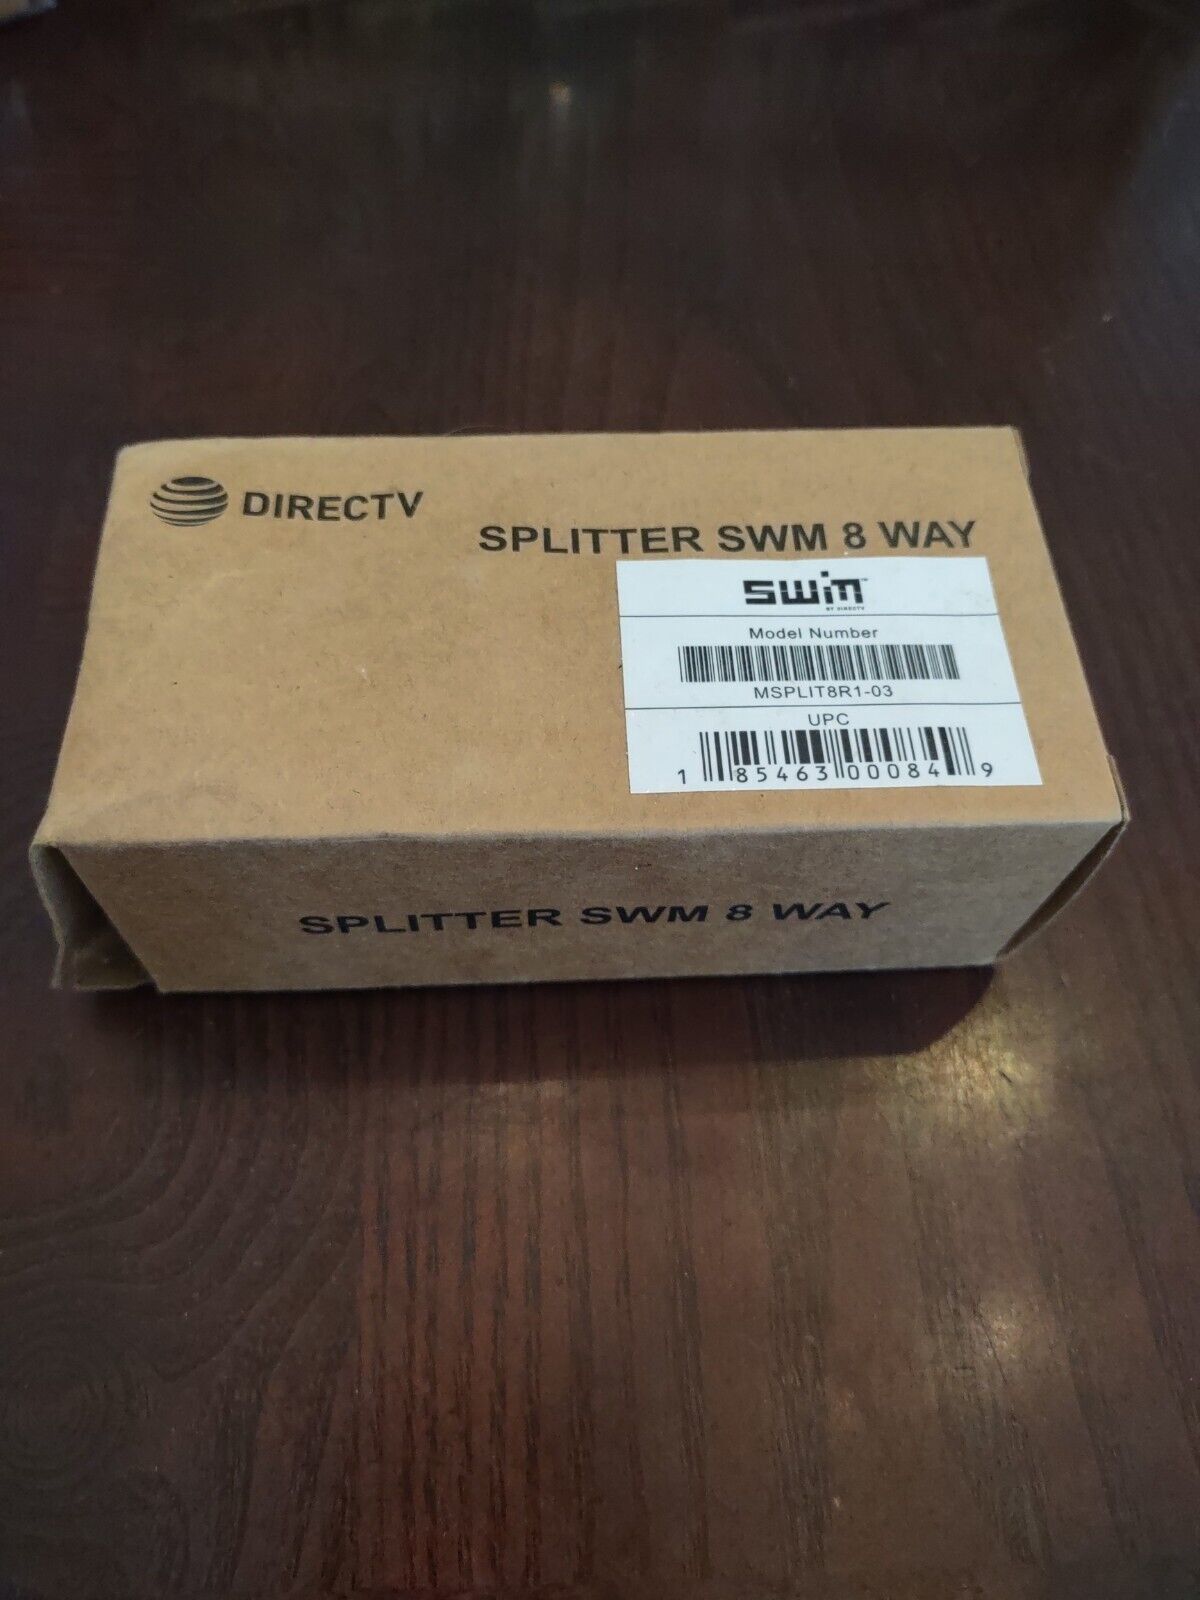 DIRECTV
SPLITTER SWM 8 WAY
SWiM™
BY DIRECTV
Model Number
MSPLIT8R1-03
UPC
1 85463 00084 9
SPLITTER SWM 8 WAY